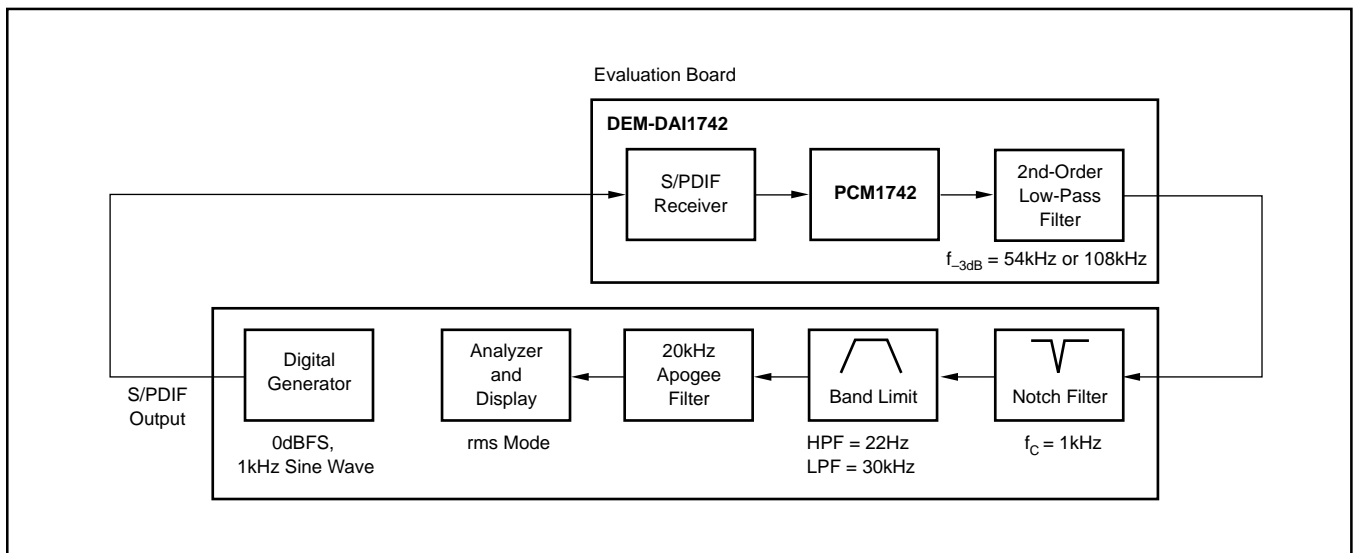 Evaluation Board
DEM-DAI1742
S/PDIF
Receiver
PCM1742
2nd-Order
Low-Pass
Filter
f–3dB = 54kHz or 108kHz
S/PDIF
Output
Digital
Generator
0dBFS,
1kHz Sine Wave
Analyzer
and
Display
rms Mode
20kHz
Apogee
Filter
Band Limit
HPF = 22Hz
LPF = 30kHz
Notch Filter
fC = 1kHz